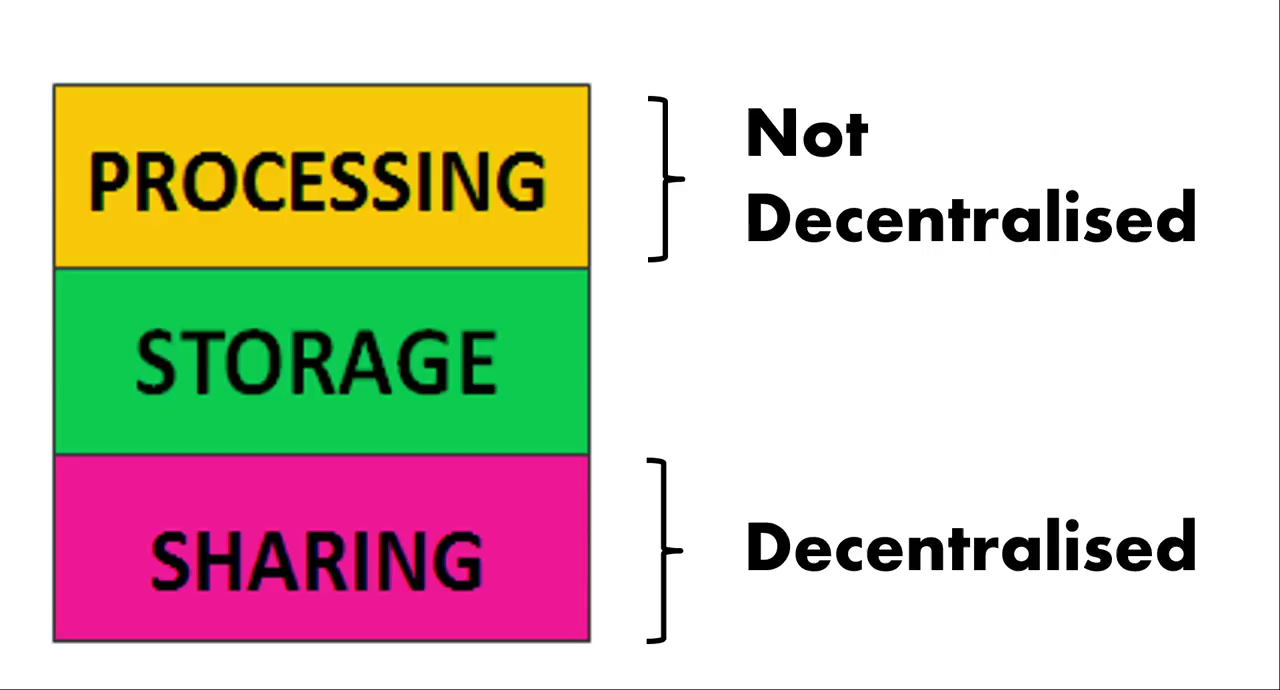 PROCESSING
Not
Decentralised
STORAGE
SHARING
Decentralised